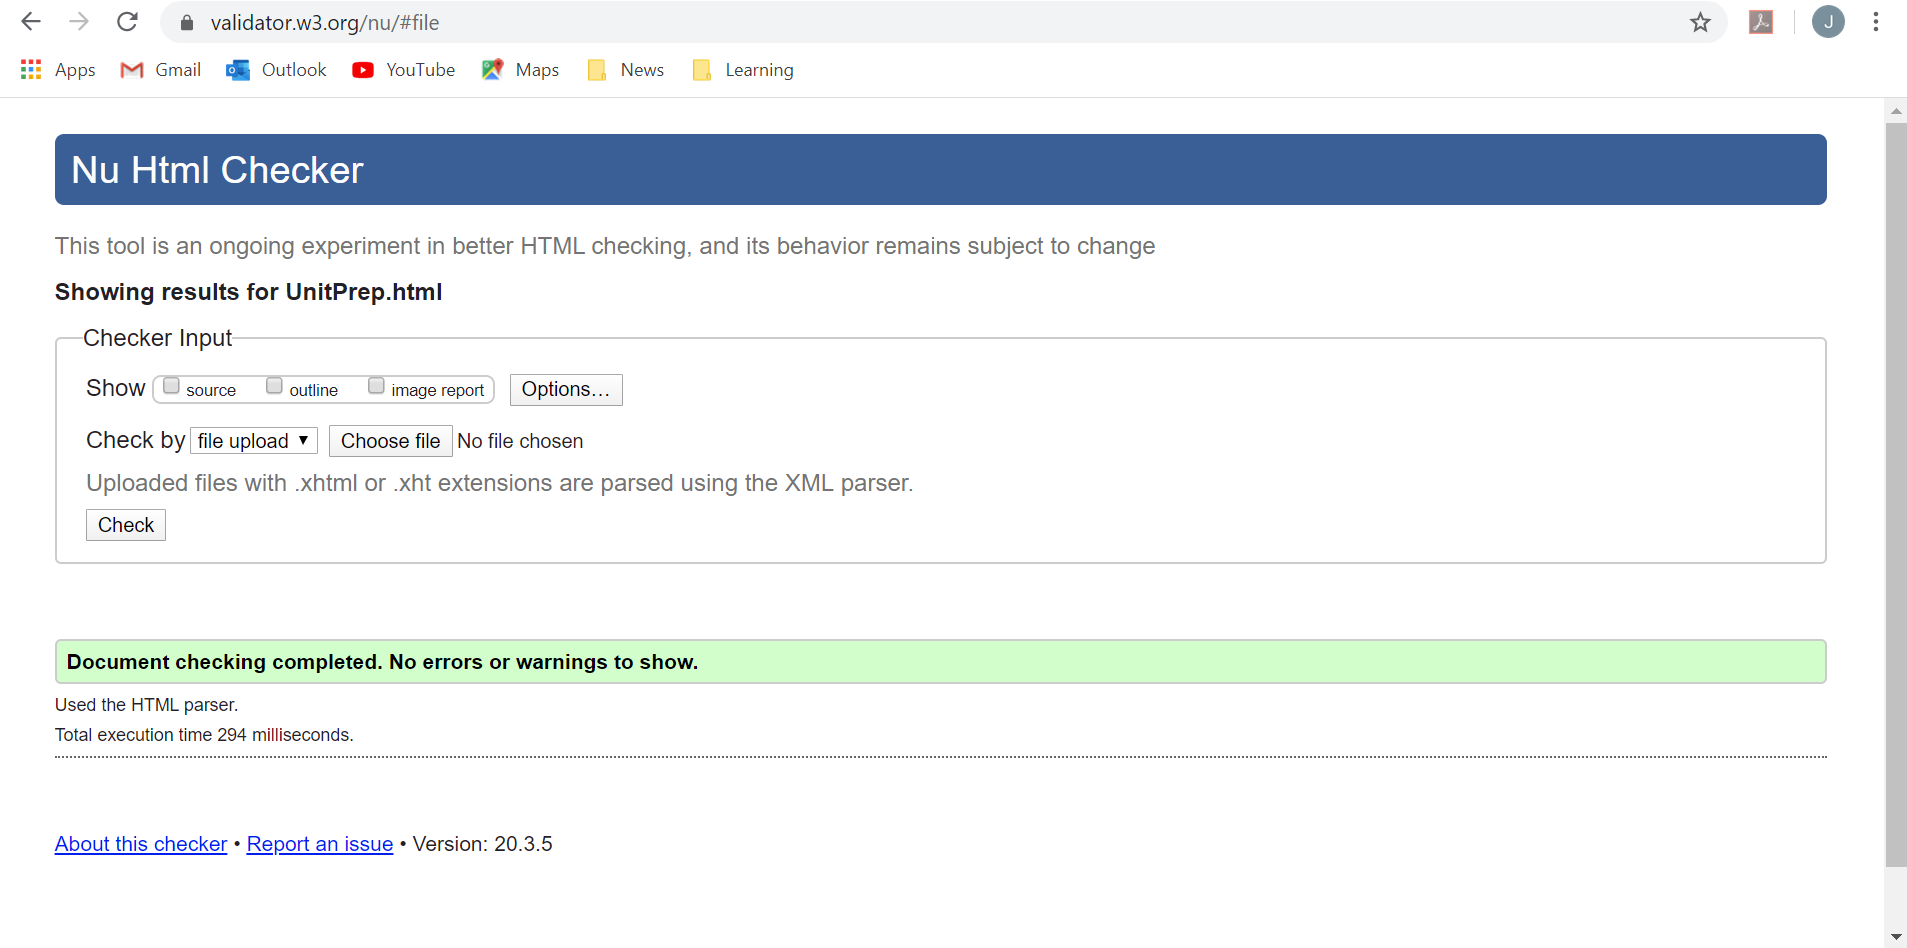 validator.w3.org/nu/#file
J
Apps Gmail Outlook YouTube Maps News Learning
Nu Html Checker
This tool is an ongoing experiment in better HTML checking, and its behavior remains subject to change
Showing results for UnitPrep.html
Checker Input
Show source outline image report Options...
Check by file upload Choose file No file chosen
Uploaded files with .xhtml or .xht extensions are parsed using the XML parser.
Check
Document checking completed. No errors or warnings to show.
Used the HTML parser.
Total execution time 294 milliseconds.
About this checker • Report an issue • Version: 20.3.5